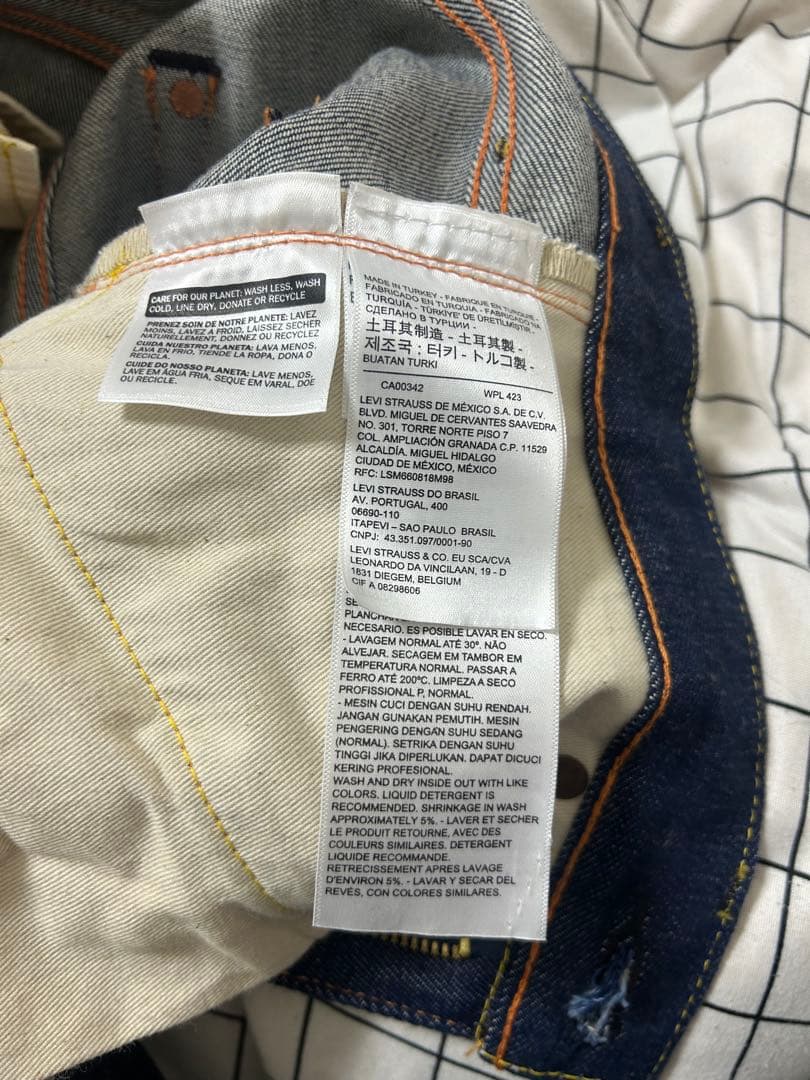 CARE FOR OUR PLANET: WASH LESS, WASH
COLD, LINE DRY, DONATE OR RECYCLE
PRENEZ SOIN DE NOTRE PLANETE: LAVEZ
MOINS, LAVEZ A FROID, LAISSEZ SECHER
NATURELLEMENT, DONNEZ OU RECYCLEZ
CUIDA NUESTRO PLANETA: LAVA MENOS,
LAVA EN FRIO, TIENDE LA ROPA, DONA O
RECICLA.
CUIDE DO NOSSO PLANETA: LAVE MENOS,
LAVE EM ÁGUA FRIA, SEQUE EM VARAL, DOE
OU RECICLE.
MADE IN TURKEY - FABRIQUE EN TURQUIE -
FABRICADO EN TURQUIA - FABRICADO NA
TURQUIA - TÜRKIYE' DE ÜRETILMISTIR -
СДЕЛАНО В ТУРЦИИ -
土耳其制造 - 土耳其製 -
제조국 : 터키 - トルコ製 -
BUATAN TURKI
CA00342 WPL 423
LEVI STRAUSS DE MÉXICO S.A. DE C.V.
BLVD. MIGUEL DE CERVANTES SAAVEDRA
NO. 301, TORRE NORTE PISO 7
COL. AMPLIACIÓN GRANADA C.P. 11529
ALCALDÍA. MIGUEL HIDALGO
CIUDAD DE MÉXICO, MÉXICO
RFC: LSM660818M98
LEVI STRAUSS DO BRASIL
AV. PORTUGAL, 400
06690-110
ITAPEVI – SAO PAULO BRASIL
CNPJ: 43.351.097/0001-90
LEVI STRAUSS & CO. EU SCA/CVA
LEONARDO DA VINCILAAN, 19 - D
1831 DIEGEM, BELGIUM
CIF A 08298606
NECESARIO. ES POSIBLE LAVAR EN SECO.
- LAVAGEM NORMAL ATÉ 30º. NÃO
ALVEJAR. SECAGEM EM TAMBOR EM
TEMPERATURA NORMAL. PASSAR A
FERRO ATÉ 200ºC. LIMPEZA A SECO
PROFISSIONAL P, NORMAL.
- MESIN CUCI DENGAN SUHU RENDAH.
JANGAN GUNAKAN PEMUTIH. MESIN
PENGERING DENGAN SUHU SEDANG
(NORMAL). SETRIKA DENGAN SUHU
TINGGI JIKA DIPERLUKAN. DAPAT DICUCI
KERING PROFESIONAL.
WASH AND DRY INSIDE OUT WITH LIKE
COLORS. LIQUID DETERGENT IS
RECOMMENDED. SHRINKAGE IN WASH
APPROXIMATELY 5%. - LAVER ET SECHER
LE PRODUIT RETOURNE, AVEC DES
COULEURS SIMILAIRES. DETERGENT
LIQUIDE RECOMMANDE.
RETRECISSEMENT APRES LAVAGE
D'ENVIRON 5%. - LAVAR Y SECAR DEL
REVÉS, CON COLORES SIMILARES.